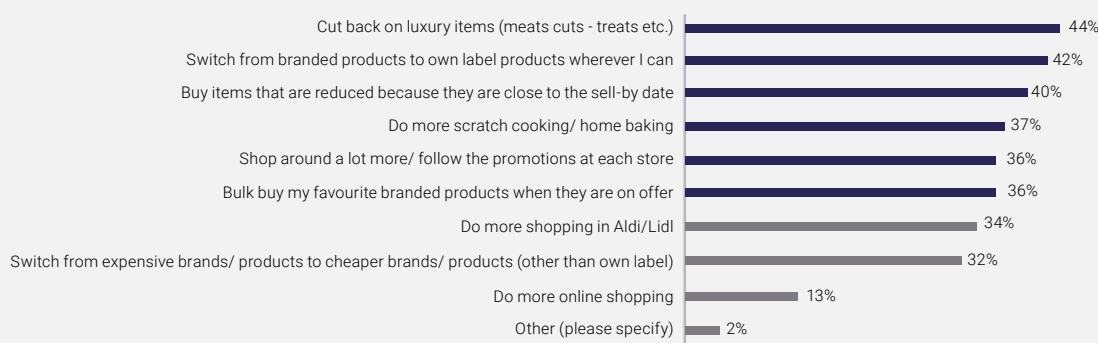 Cut back on luxury items (meats cuts - treats etc.) 44%
Switch from branded products to own label products wherever I can 42%
Buy items that are reduced because they are close to the sell-by date 40%
Do more scratch cooking/ home baking 37%
Shop around a lot more/ follow the promotions at each store 36%
Bulk buy my favourite branded products when they are on offer 36%
Do more shopping in Aldi/Lidl 34%
Switch from expensive brands/ products to cheaper brands/ products (other than own label) 32%
Do more online shopping 13%
Other (please specify) 2%